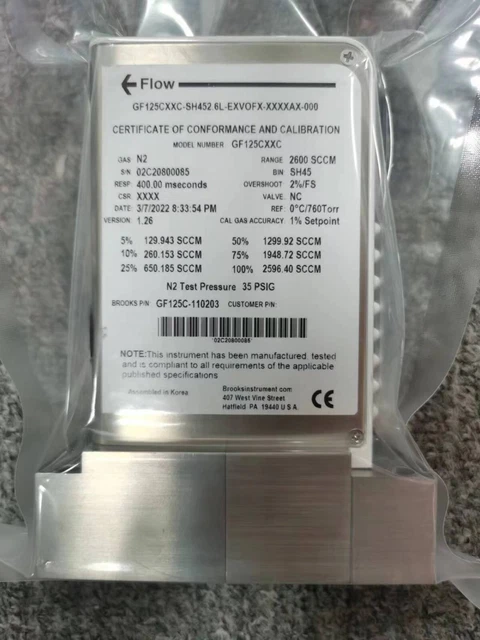 ←Flow
GF125CXXC-SH452.6L-EXVOFX-XXXXAX-000
CERTIFICATE OF CONFORMANCE AND CALIBRATION
MODEL NUMBER GF125CXXC
GAS: N2 RANGE 2600 SCCM
S/N 02C20800085 BIN SH45
RESP 400.00 mseconds OVERSHOOT 2%/FS
CSR XXXX VALVE: NC
DATE: 3/7/2022 8:33:54 PM REF: 0°C/760Torr
VERSION: 1.26 CAL GAS ACCURACY: 1% Setpoint
5% 129.943 SCCM 50% 1299.92 SCCM
10% 260.153 SCCM 75% 1948.72 SCCM
25% 650.185 SCCM 100% 2596.40 SCCM
N2 Test Pressure 35 PSIG
BROOKS P/N GF125C-110203 CUSTOMER P/N:
*02C20800085*
NOTE:This instrument has been manufactured, tested
and is compliant to all requirements of the applicable
published specifications
Assembled in Korea
Brooksinstrument.com
407 West Vine Street
Hatfield PA 19440 U S A
CE